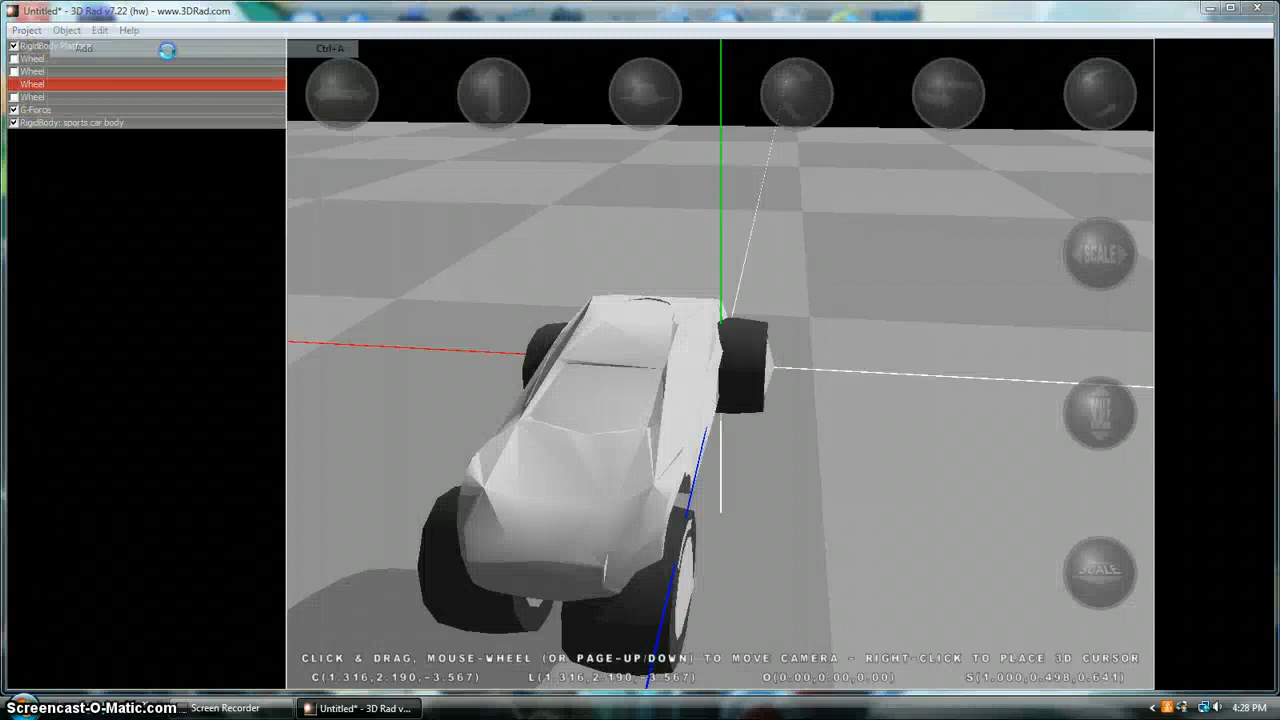 Untitled* - 3D Rad v7.22 (hw) - www.3DRad.com
Project Object Edit Help
RigidBody Platform
Add Ctrl-A
Wheel
Wheel
Wheel
Wheel
G-Force
RigidBody: sports car body
SCALE
SCALE
SCALE
CLICK & DRAG, MOUSE-WHEEL (OR PAGE-UP/DOWN) TO MOVE CAMERA - RIGHT-CLICK TO PLACE 3D CURSOR
C(1.316,2.190,-3.567) L(1.316,2.190,-3.567) O(0.00,0.00,0.00) S(1.000,0.498,0.641)
Screencast-O-Matic.com Screen Recorder Untitled* - 3D Rad v... 4:28 PM